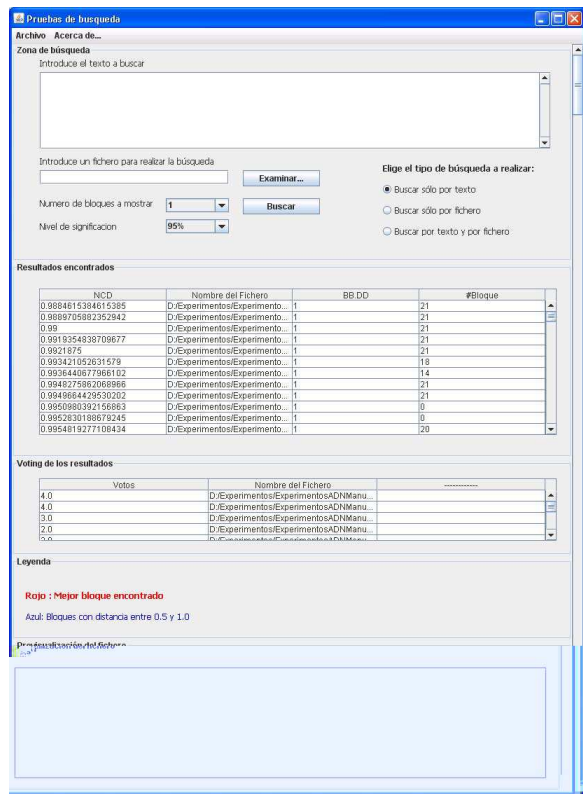 Pruebas de busqueda
Archivo Acerca de...
Zona de búsqueda
Introduce el texto a buscar
Introduce un fichero para realizar la búsqueda
Examinar...
Elige el tipo de búsqueda a realizar:
Buscar sólo por texto
Numero de bloques a mostrar 1 Buscar
Buscar sólo por fichero
Nivel de significacion 95%
Buscar por texto y por fichero
Resultados encontrados
NCD Nombre del Fichero BB.DD #Bloque
0.9884615384615385 D:/Experimentos/Experimento... 1 21
0.9889705882352942 D:/Experimentos/Experimento... 1 21
0.99 D:/Experimentos/Experimento... 1 21
0.9919354838709677 D:/Experimentos/Experimento... 1 21
0.9921875 D:/Experimentos/Experimento... 1 21
0.993421052631579 D:/Experimentos/Experimento... 1 18
0.9936440677966102 D:/Experimentos/Experimento... 1 14
0.9948275862068966 D:/Experimentos/Experimento... 1 21
0.9949664429530202 D:/Experimentos/Experimento... 1 21
0.9950980392156863 D:/Experimentos/Experimento... 1 0
0.9952830188679245 D:/Experimentos/Experimento... 1 0
0.9954819277108434 D:/Experimentos/Experimento... 1 20
Voting de los resultados
Votos Nombre del Fichero ------------
4.0 D:/Experimentos/ExperimentosADNManu...
4.0 D:/Experimentos/ExperimentosADNManu...
3.0 D:/Experimentos/ExperimentosADNManu...
2.0 D:/Experimentos/ExperimentosADNManu...
2.0 D:/Experimentos/ExperimentosADNManu...
Leyenda
Rojo : Mejor bloque encontrado
Azul: Bloques con distancia entre 0.5 y 1.0
Previsualización del fichero